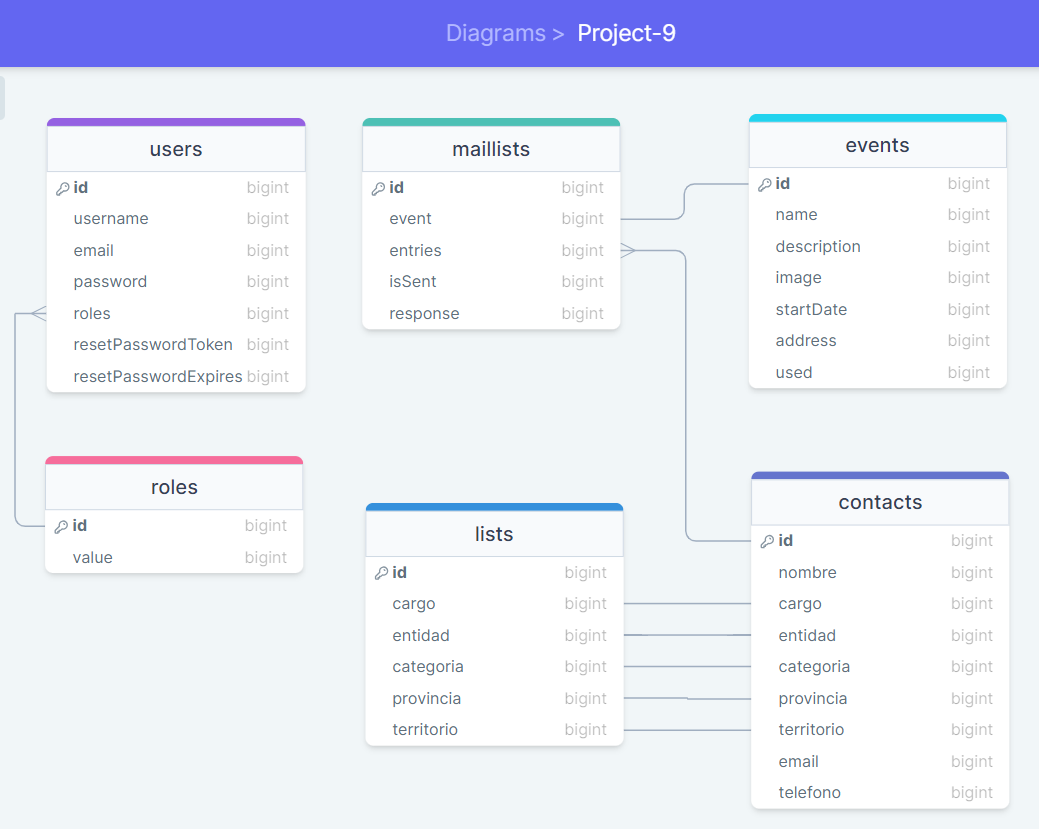 Diagrams > Project-9
users
id bigint
username bigint
email bigint
password bigint
roles bigint
resetPasswordToken bigint
resetPasswordExpires bigint
maillists
id bigint
event bigint
entries bigint
isSent bigint
response bigint
events
id bigint
name bigint
description bigint
image bigint
startDate bigint
address bigint
used bigint
roles
id bigint
value bigint
lists
id bigint
cargo bigint
entidad bigint
categoria bigint
provincia bigint
territorio bigint
contacts
id bigint
nombre bigint
cargo bigint
entidad bigint
categoria bigint
provincia bigint
territorio bigint
email bigint
telefono bigint